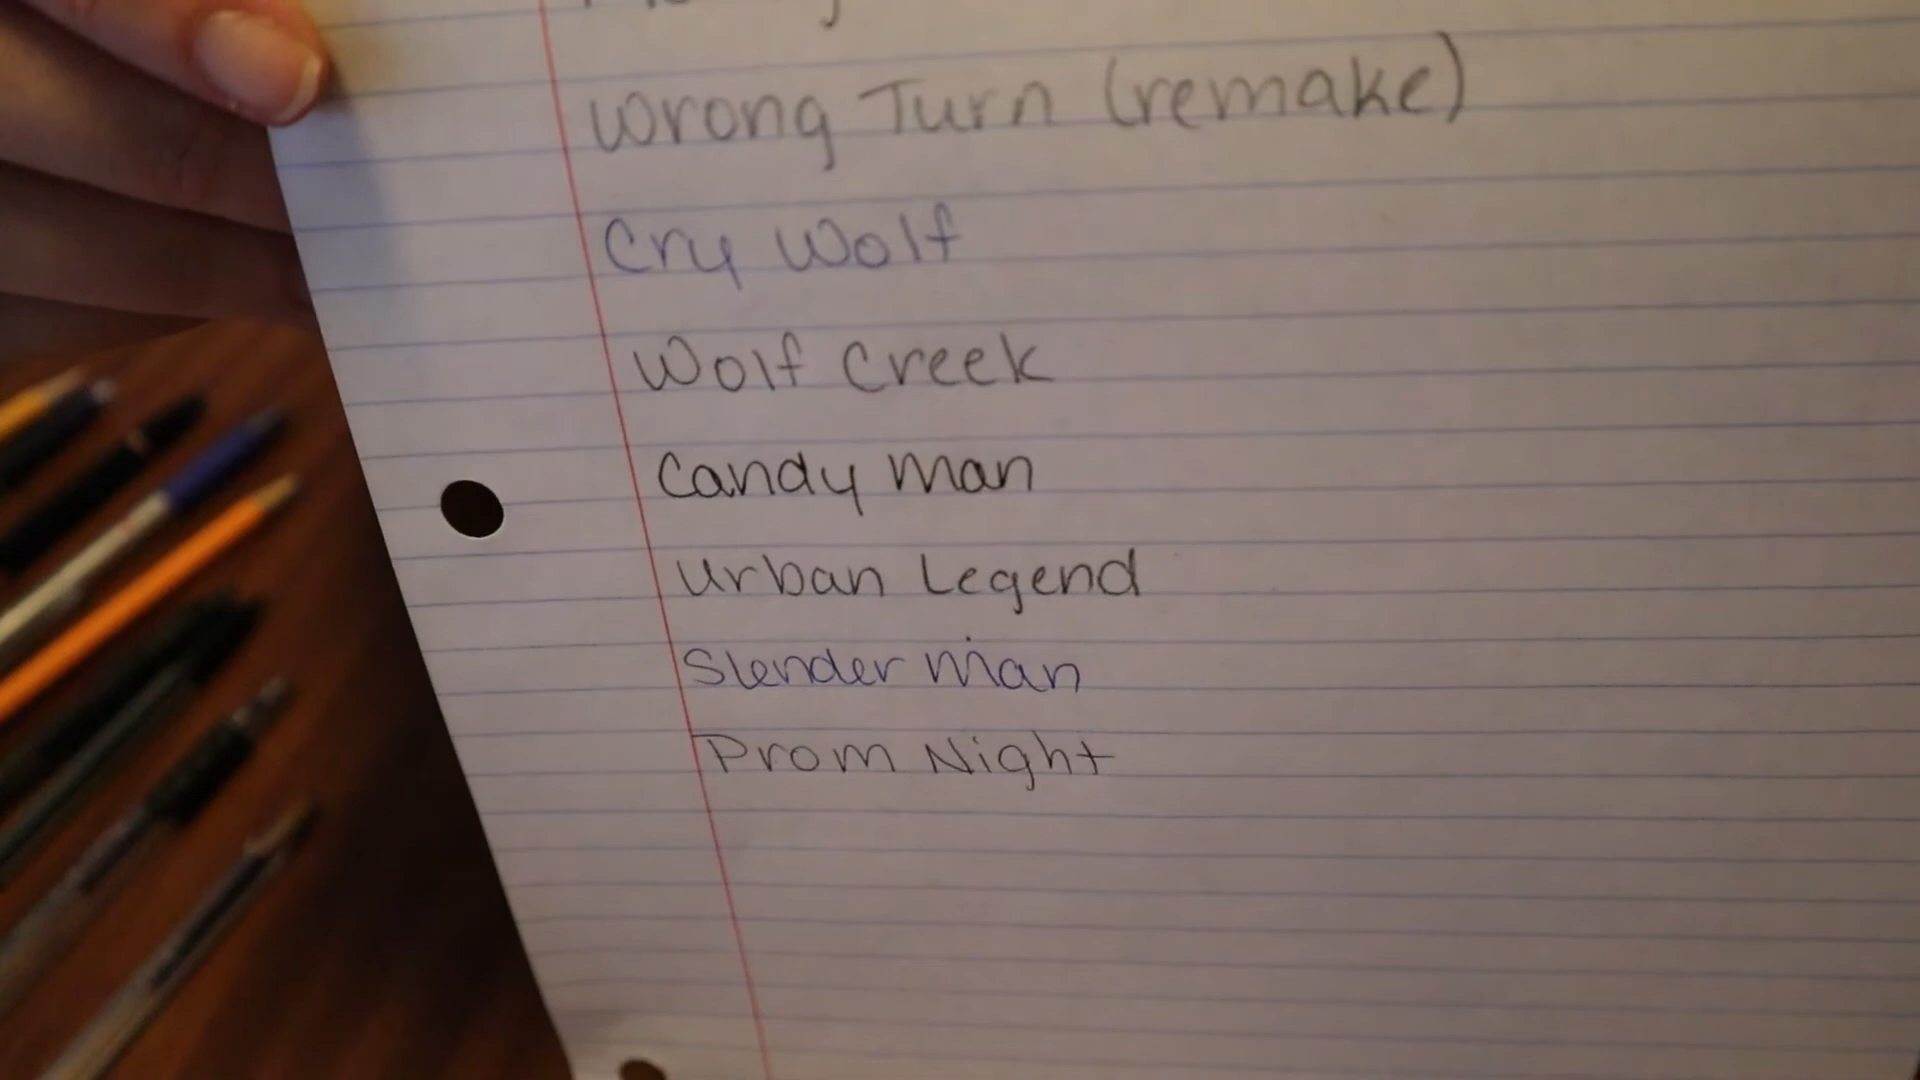 Wrong Turn (remake)
Cry Wolf
Wolf Creek
Candy Man
Urban Legend
Slender Man
Prom Night